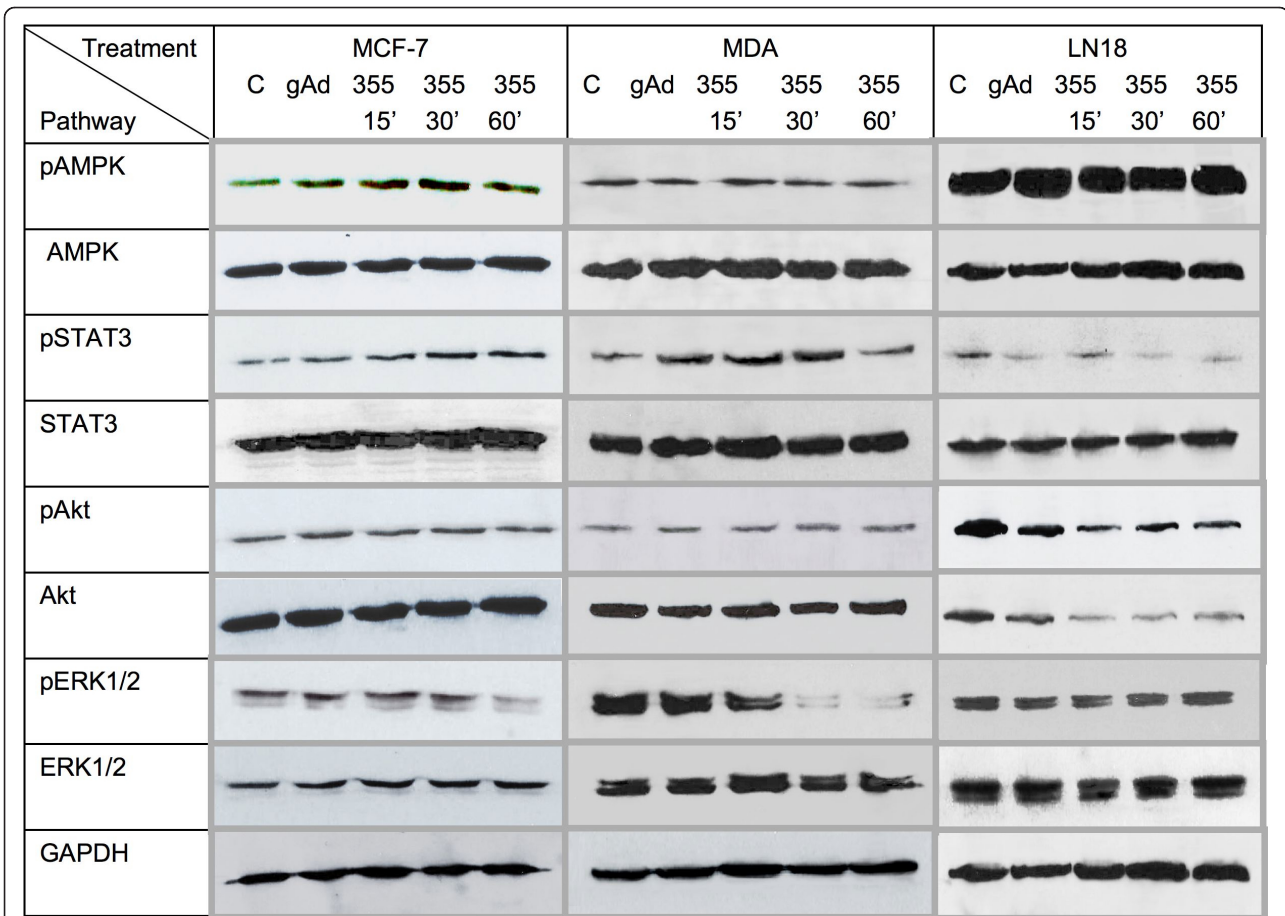 Treatment MCF-7 MDA LN18
C gAd 355 355 355 C gAd 355 355 355 C gAd 355 355 355
Pathway 15’ 30’ 60’ 15’ 30’ 60’ 15’ 30’ 60’
pAMPK
AMPK
pSTAT3
STAT3
pAkt
Akt
pERK1/2
ERK1/2
GAPDH